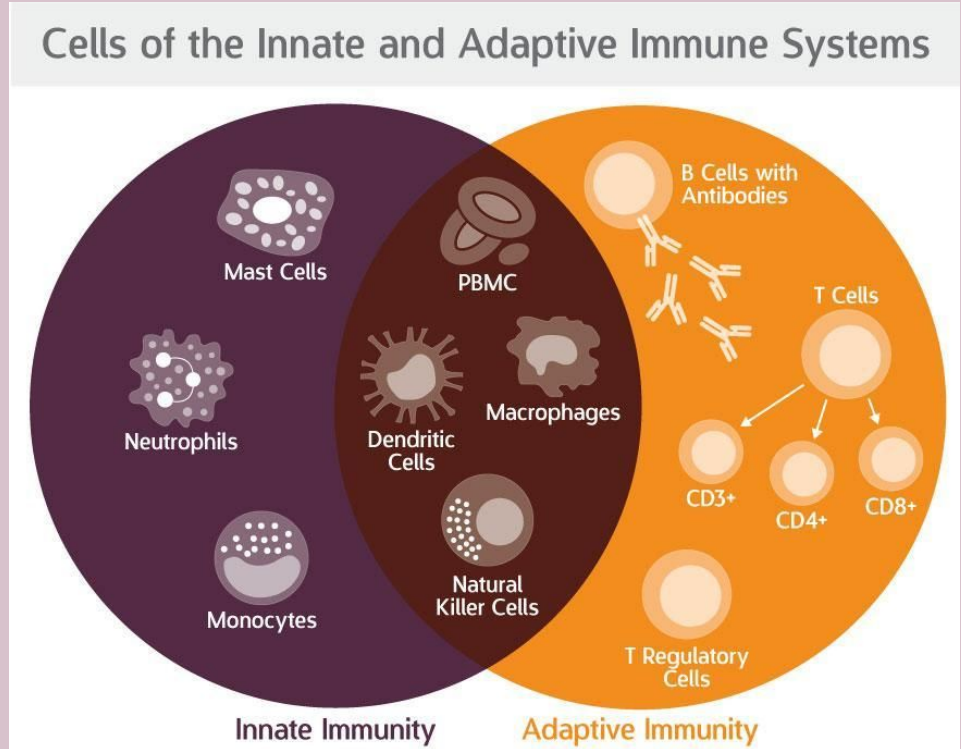 Cells of the Innate and Adaptive Immune Systems
Mast Cells
PBMC
B Cells with
Antibodies
T Cells
Neutrophils
Dendritic
Cells
Macrophages
CD3+
CD4+
CD8+
Monocytes
Natural
Killer Cells
T Regulatory
Cells
Innate Immunity
Adaptive Immunity